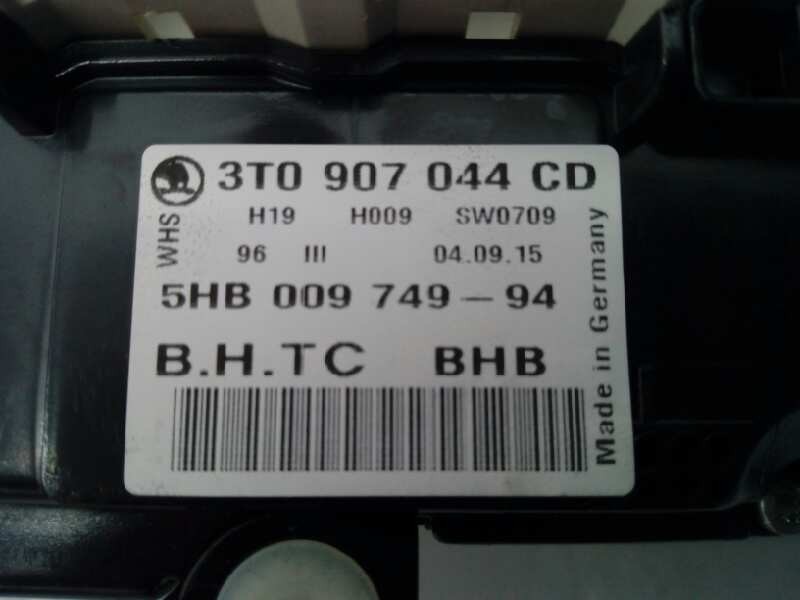 3T0 907 044 CD
H19 H009 SW0709
96 III 04.09.15
5HB 009 749-94
B.H.TC BHB
WHS
Made in Germany